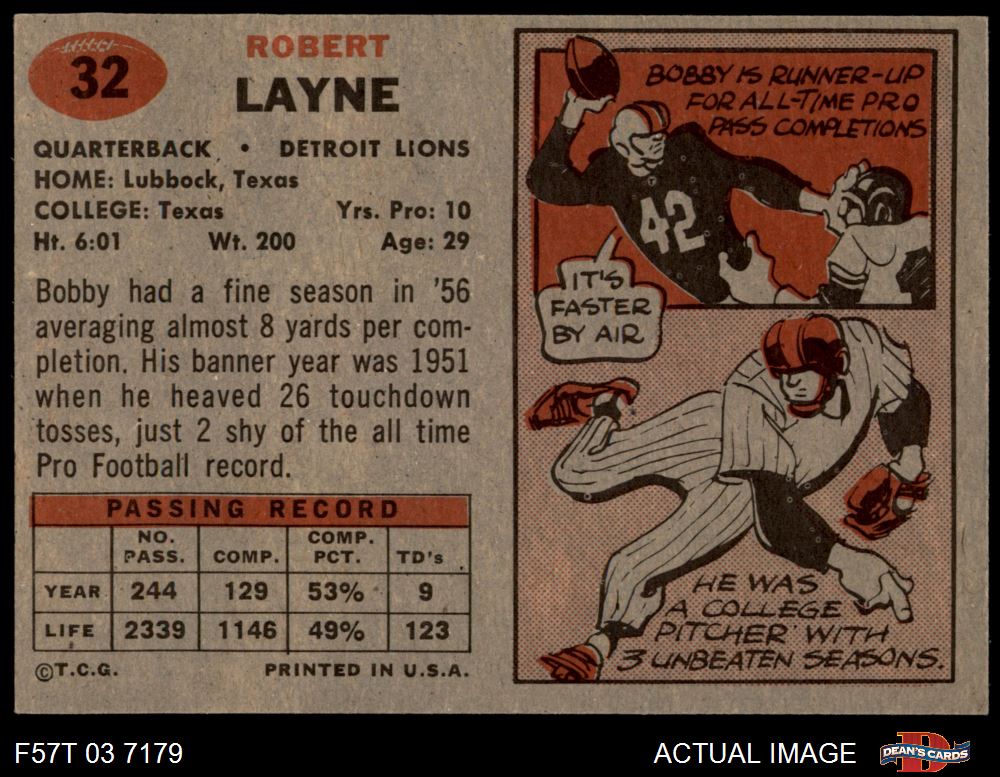 32
ROBERT
LAYNE
QUARTERBACK • DETROIT LIONS
HOME: Lubbock, Texas
COLLEGE: Texas Yrs. Pro: 10
Ht. 6:01 Wt. 200 Age: 29
Bobby had a fine season in '56
averaging almost 8 yards per com-
pletion. His banner year was 1951
when he heaved 26 touchdown
tosses, just 2 shy of the all time
Pro Football record.
PASSING RECORD
NO. PASS. COMP. COMP. PCT. TD's
YEAR 244 129 53% 9
LIFE 2339 1146 49% 123
©T.C.G. PRINTED IN U.S.A.
BOBBY IS RUNNER-UP
FOR ALL-TIME PRO
PASS COMPLETIONS
42
IT'S
FASTER
BY AIR
HE WAS
A COLLEGE
PITCHER WITH
3 UNBEATEN SEASONS.
F57T 03 7179
ACTUAL IMAGE
DEAN'S CARDS